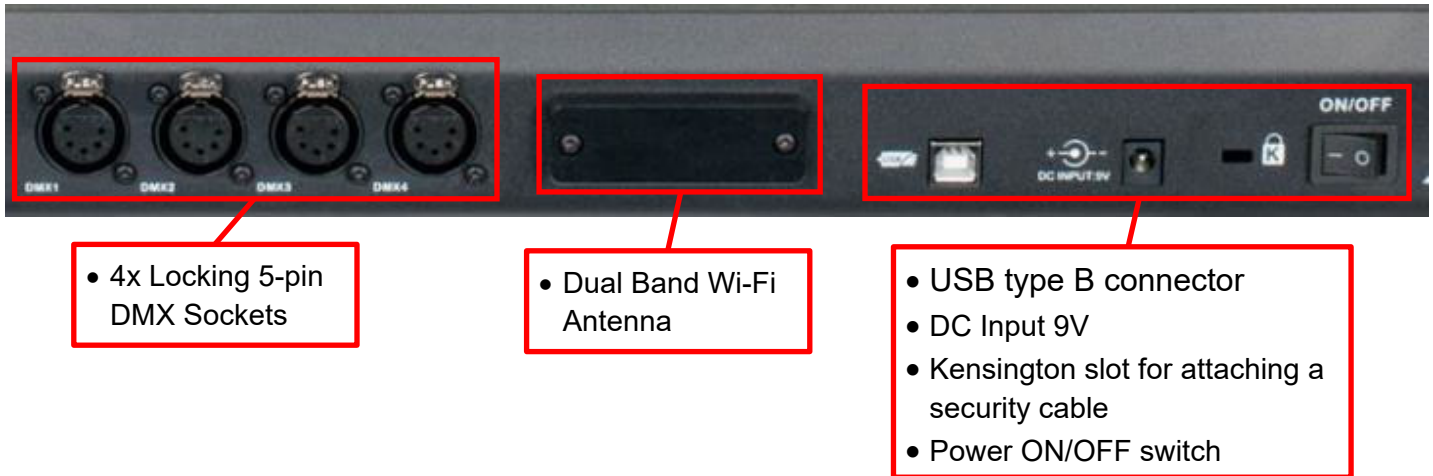 ON/OFF
USB
K
DC INPUT:9V
DMX1
DMX2
DMX3
DMX4
• 4x Locking 5-pin
DMX Sockets
• Dual Band Wi-Fi
Antenna
• USB type B connector
• DC Input 9V
• Kensington slot for attaching a
security cable
• Power ON/OFF switch